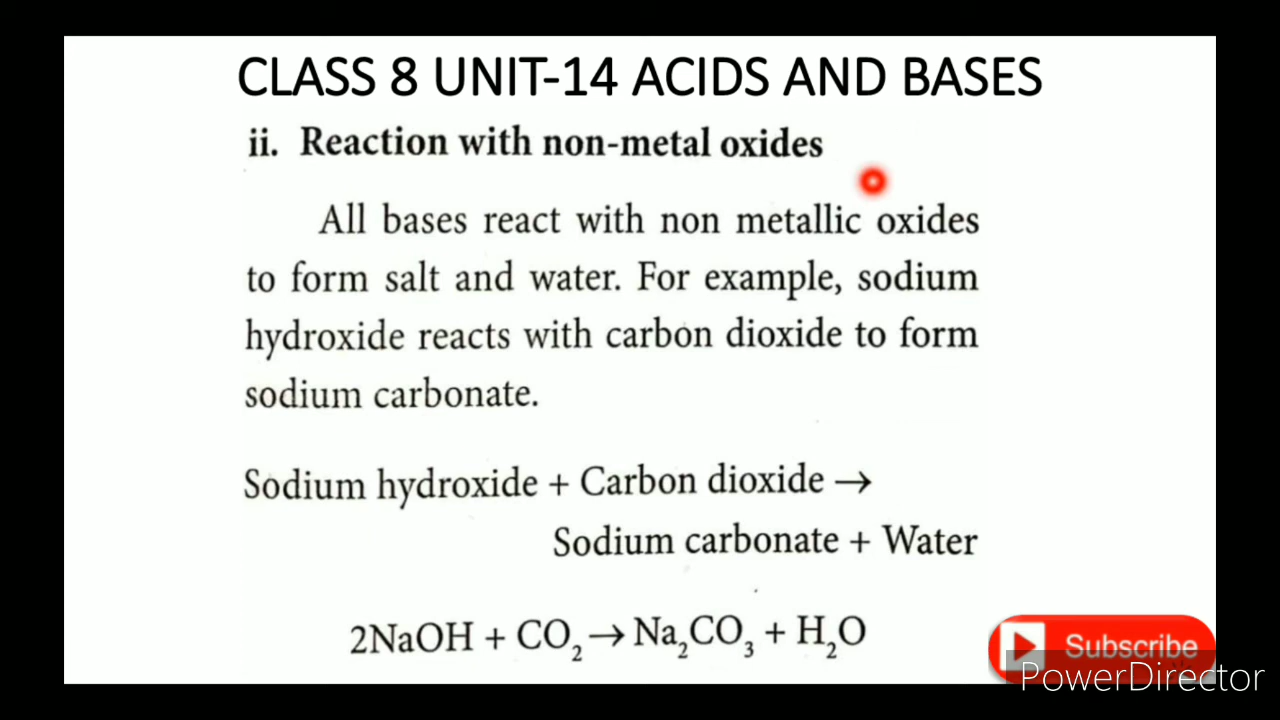 CLASS 8 UNIT-14 ACIDS AND BASES
ii. Reaction with non-metal oxides
All bases react with non metallic oxides
to form salt and water. For example, sodium
hydroxide reacts with carbon dioxide to form
sodium carbonate.
Sodium hydroxide + Carbon dioxide →
Sodium carbonate + Water
2NaOH + CO₂ → Na₂CO₃ + H₂O
Subscribe
PowerDirector